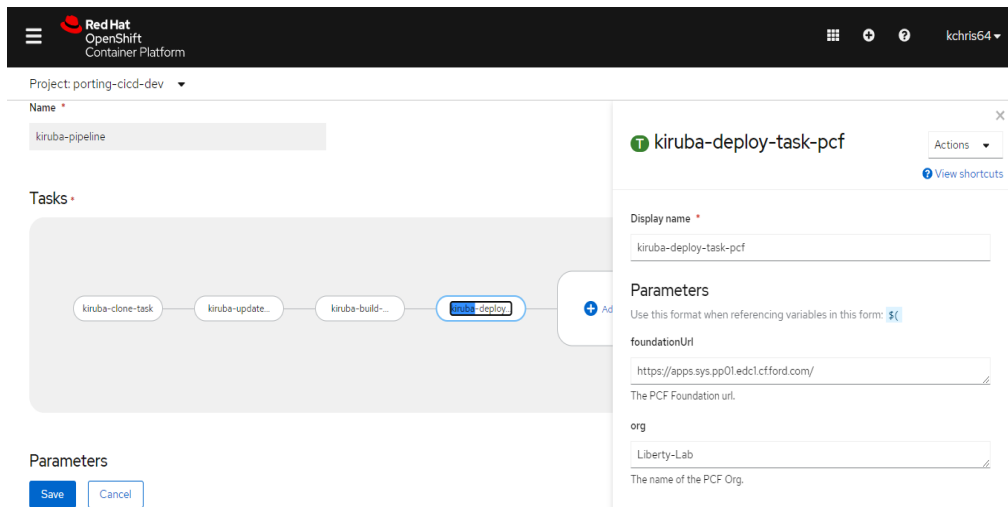 Red Hat
OpenShift
Container Platform
kchris64
Project: porting-cicd-dev
Name *
kiruba-pipeline
kiruba-deploy-task-pcf
Actions
View shortcuts
Tasks *
Display name *
kiruba-deploy-task-pcf
kiruba-clone-task
kiruba-update...
kiruba-build-...
kiruba-deploy...
Ad
Parameters
Use this format when referencing variables in this form: $(
foundationUrl
https://apps.sys.pp01.edc1.cf.ford.com/
The PCF Foundation url.
org
Liberty-Lab
The name of the PCF Org.
Parameters
Save
Cancel